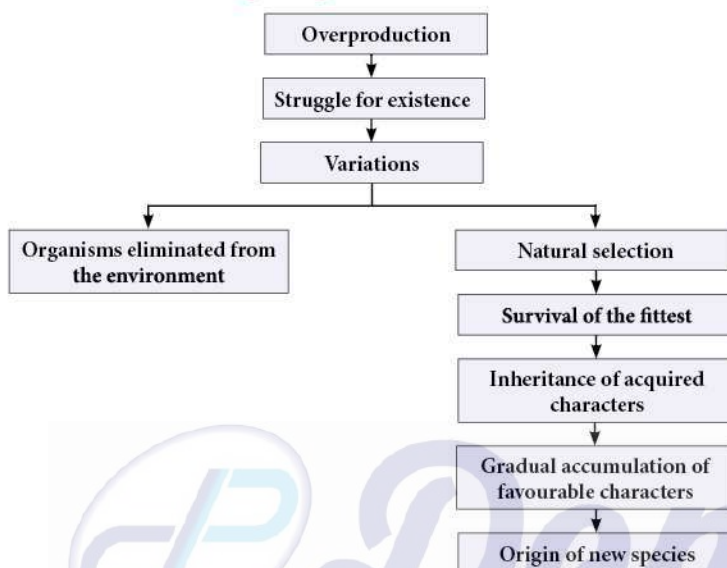 Overproduction
Struggle for existence
Variations
Organisms eliminated from
the environment
Natural selection
Survival of the fittest
Inheritance of acquired
characters
Gradual accumulation of
favourable characters
Origin of new species